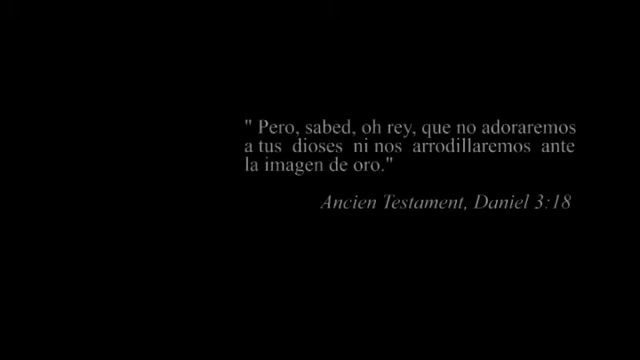 " Pero, sabed, oh rey, que no adoraremos
a tus dioses ni nos arrodillaremos ante
la imagen de oro."
Ancien Testament, Daniel 3:18